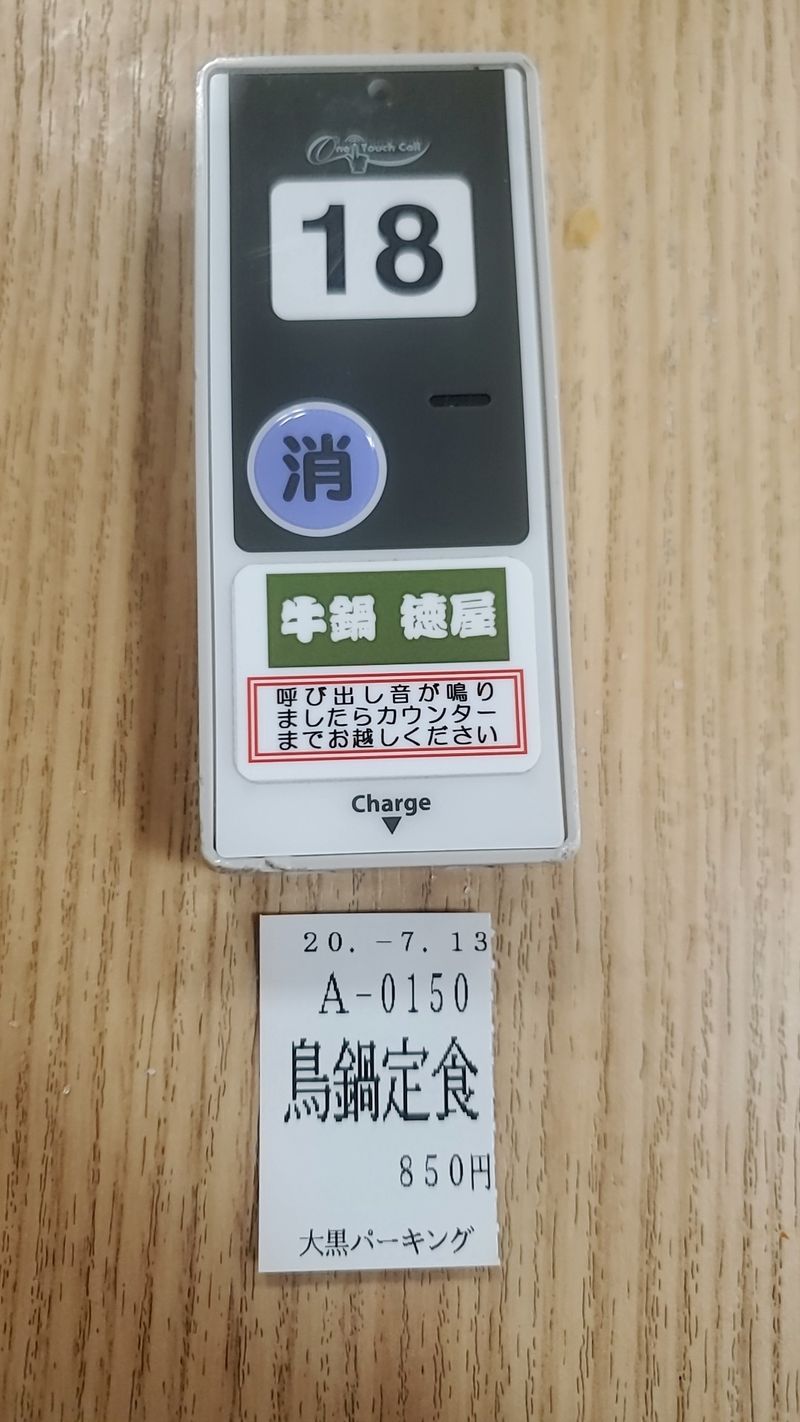 One Touch Call
18
消
牛鍋 徳屋
呼び出し音が鳴り
ましたらカウンター
までお越しください
Charge
20.-7.13
A-0150
鳥鍋定食
850円
大黒パーキング